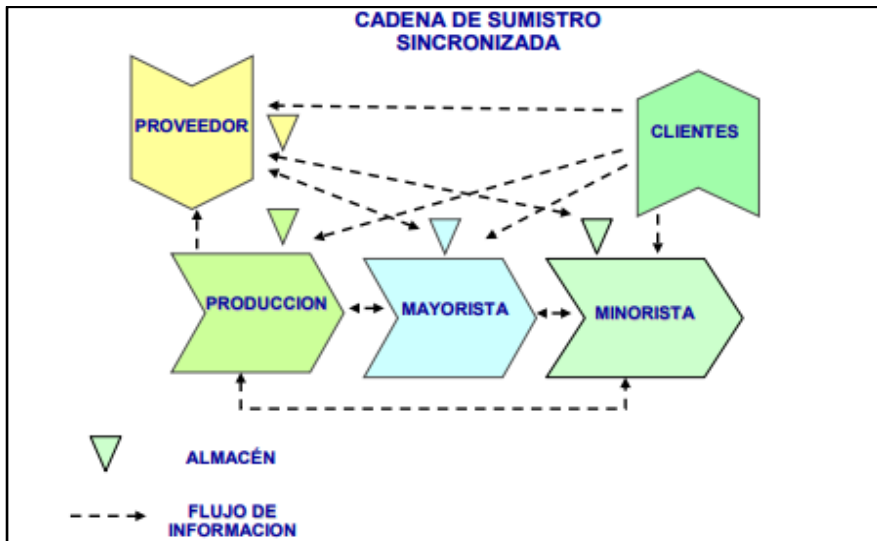 CADENA DE SUMISTRO
SINCRONIZADA
PROVEEDOR
CLIENTES
PRODUCCION
MAYORISTA
MINORISTA
ALMACÉN
FLUJO DE
INFORMACION